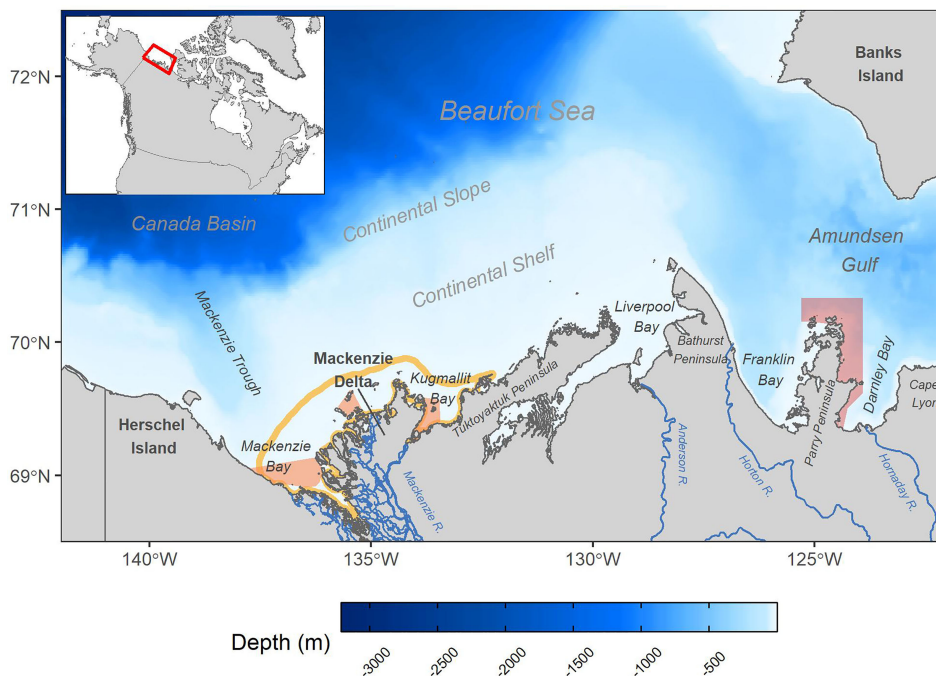 72°N
71°N
70°N
69°N
Banks
Island
Beaufort Sea
Canada Basin
Continental Slope
Continental Shelf
Amundsen
Gulf
Mackenzie Trough
Liverpool
Bay
Bathurst
Peninsula
Franklin
Bay
Darnley Bay
Parry Peninsula
Cape
Lyon
Mackenzie
Delta
Kugmallit
Bay
Tuktoyaktuk Peninsula
Herschel
Island
Mackenzie
Bay
Mackenzie R.
Anderson R.
Horton R.
Hornaday R.
140°W
135°W
130°W
125°W
Depth (m)
-3000
-2500
-2000
-1500
-1000
-500